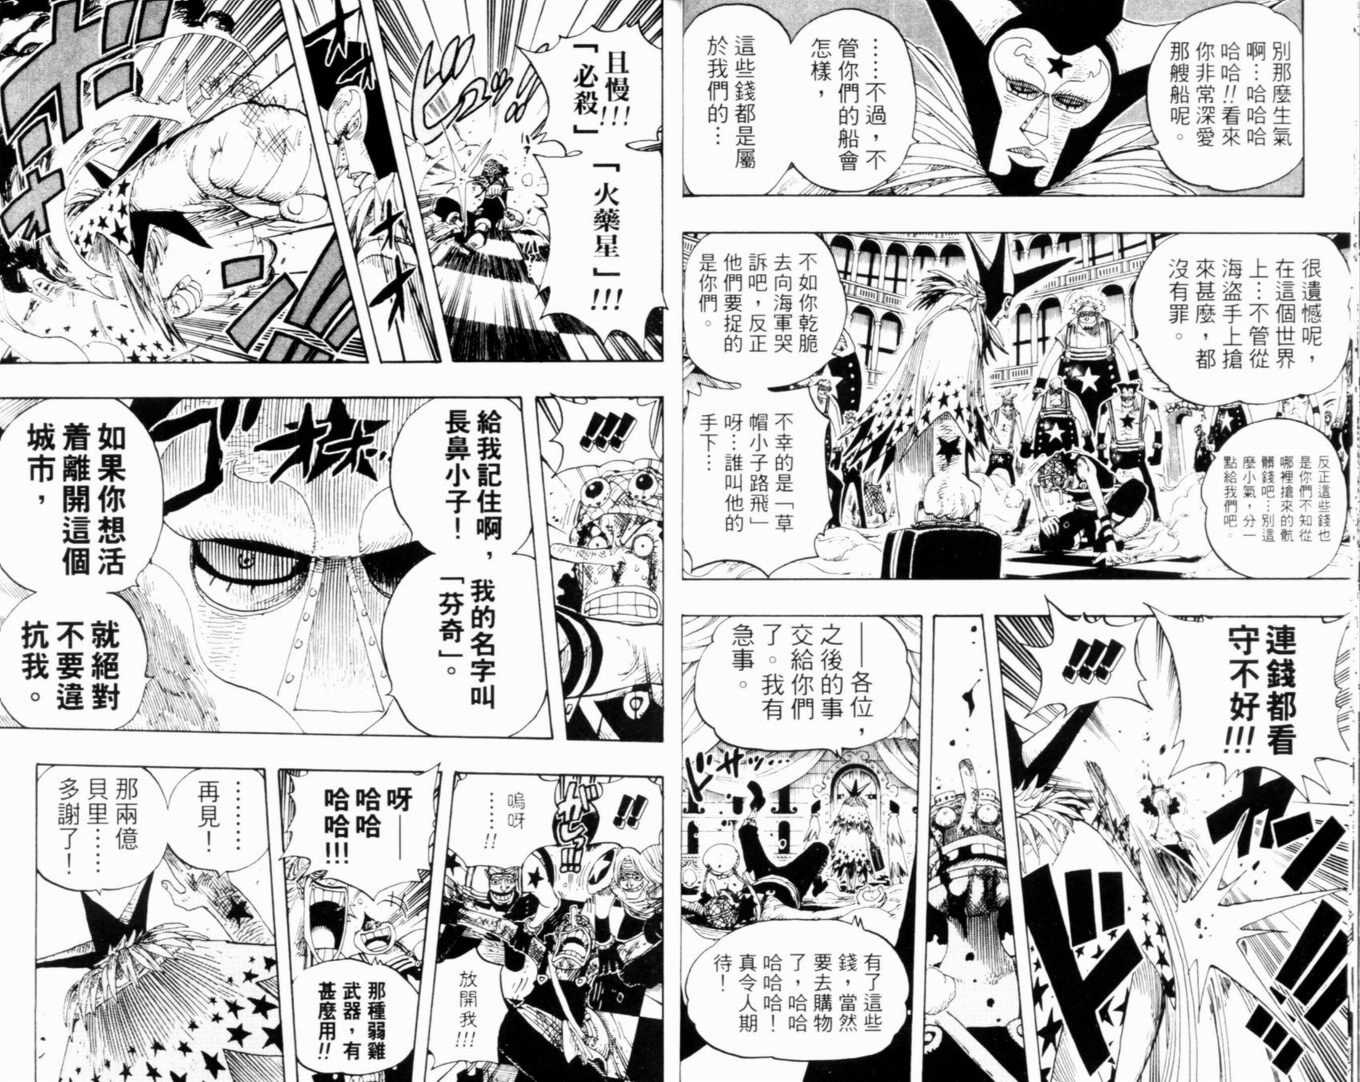 別那麼生氣
啊…哈哈哈
哈哈!!看來
你非常深愛
那艘船呢。
……不過，不
管你們的船會
怎樣，
這些錢都是屬
於我們的…
很遺憾呢，
在這個世界
上…不管從
海盜手上搶
來甚麼，都
沒有罪。
反正這些錢也
是你們不知從
哪裡搶來的骯
髒錢吧…別這
麼小氣，分一
點給我們吧。
不如你乾脆
去向海軍哭
訴吧，反正
他們要捉的
是你們。
不幸的是「草
帽小子路飛」
呀…誰叫他的
手下…
連錢都看
守不好!!!
!!!
ドン
——各位，
之後的事
交給你們
了。我有
急事。
ドサッ…
有了這些
錢，當然
要去購物
了，哈哈
哈哈哈！
真令人期
待！
且慢!!!
「必殺」
「火藥星」!!!
!!!
給我記住啊，
長鼻小子！
我的名字叫
「芬奇」。
如果你想活
着離開這個
城市，
就絕對
不要違
抗我。
!!
嗚呀
……!!
放開我!!!
呀——
哈哈
哈哈!!!
那種弱雞
武器，有
甚麼用!!
………
再見！
那兩億
貝里……
多謝了！